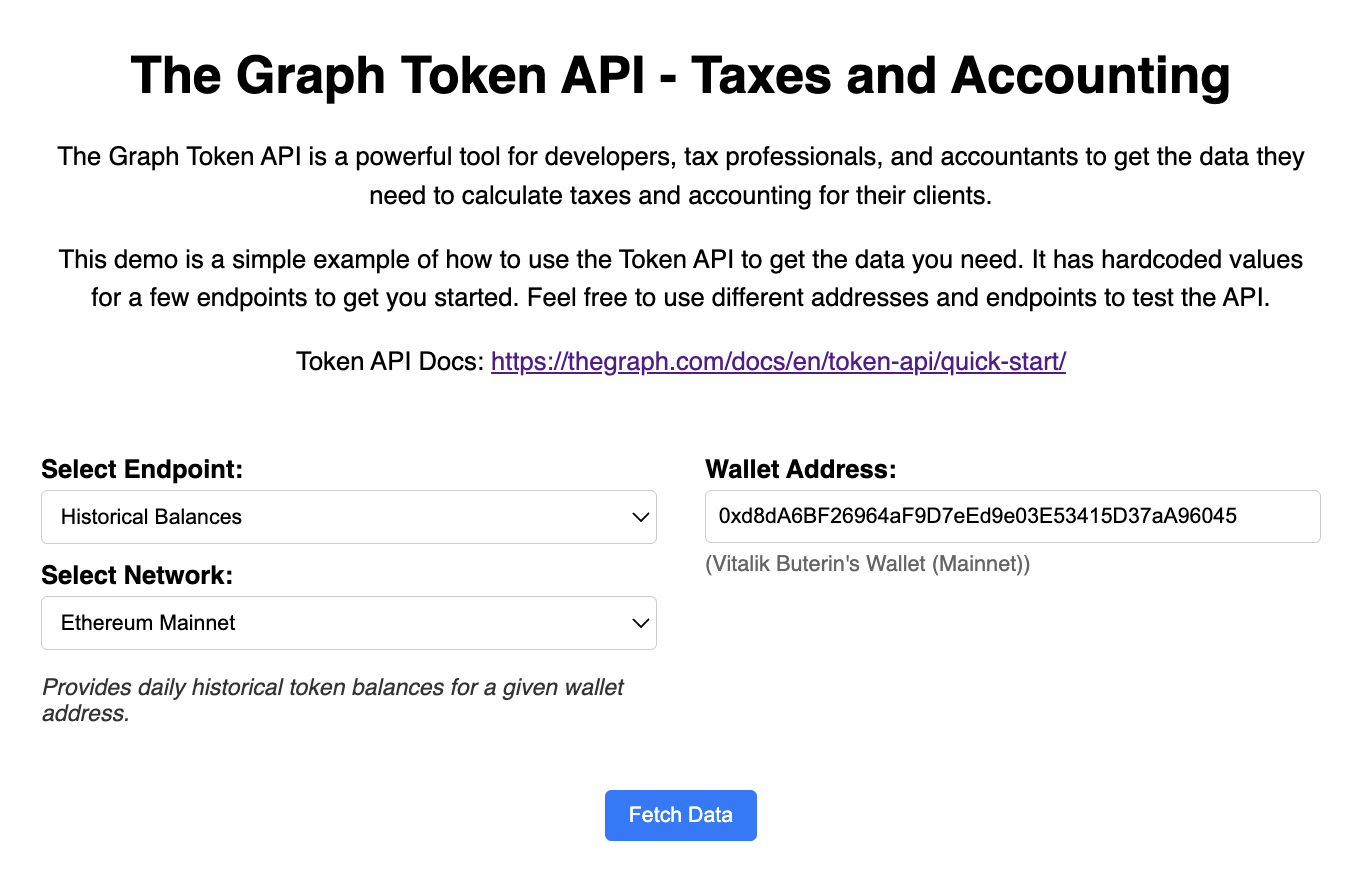 The Graph Token API - Taxes and Accounting
The Graph Token API is a powerful tool for developers, tax professionals, and accountants to get the data they
need to calculate taxes and accounting for their clients.
This demo is a simple example of how to use the Token API to get the data you need. It has hardcoded values
for a few endpoints to get you started. Feel free to use different addresses and endpoints to test the API.
Token API Docs: https://thegraph.com/docs/en/token-api/quick-start/
Select Endpoint:
Historical Balances
Select Network:
Ethereum Mainnet
Provides daily historical token balances for a given wallet
address.
Wallet Address:
0xd8dA6BF26964aF9D7eEd9e03E53415D37aA96045
(Vitalik Buterin's Wallet (Mainnet))
Fetch Data